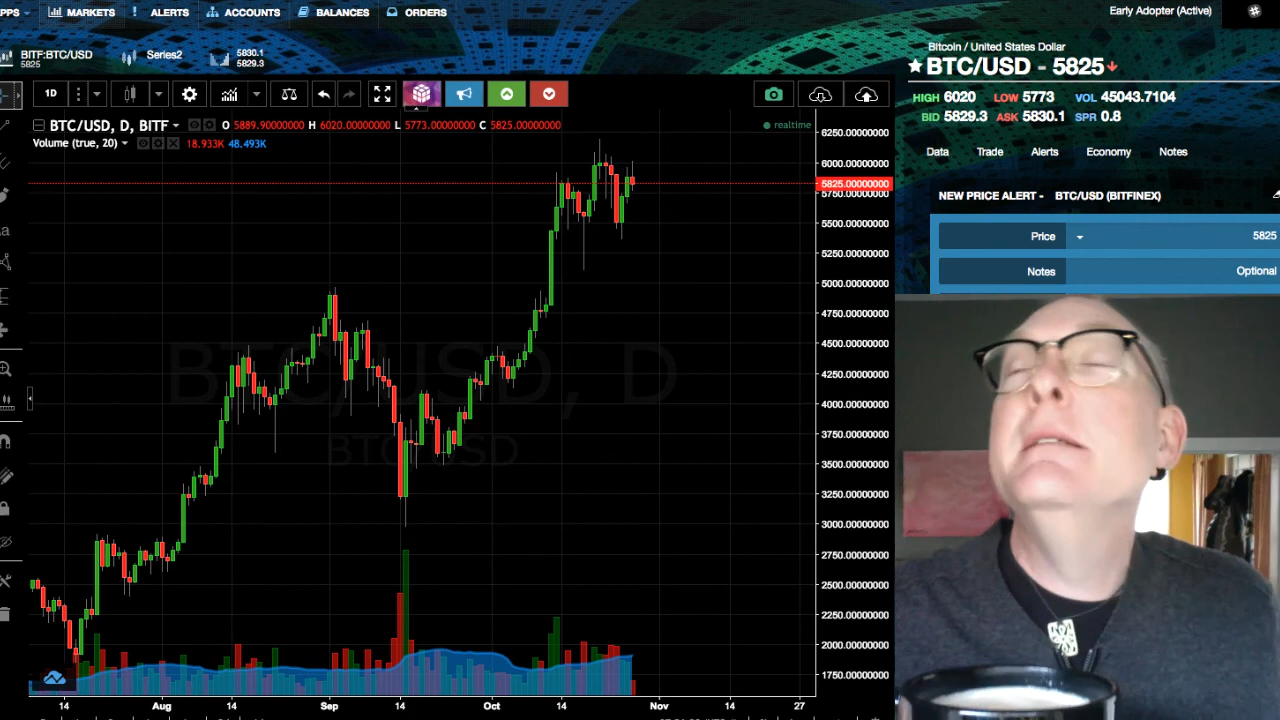 PPS
MARKETS
ALERTS
ACCOUNTS
BALANCES
ORDERS
Early Adopter (Active)
BITF:BTC/USD
5825
Series2
5830.1
5829.3
Bitcoin / United States Dollar
BTC/USD - 5825
HIGH 6020 LOW 5773 VOL 45043.7104
BID 5829.3 ASK 5830.1 SPR 0.8
Data Trade Alerts Economy Notes
NEW PRICE ALERT - BTC/USD (BITFINEX)
Price 5825
Notes Optional
1D
BTC/USD, D, BITF O 5889.90000000 H 6020.00000000 L 5773.00000000 C 5825.00000000
realtime
Volume (true, 20) 18.933K 48.493K
BTC/USD, D
BTC/USD
6250.00000000
6000.00000000
5825.00000000
5750.00000000
5500.00000000
5250.00000000
5000.00000000
4750.00000000
4500.00000000
4250.00000000
4000.00000000
3750.00000000
3500.00000000
3250.00000000
3000.00000000
2750.00000000
2500.00000000
2250.00000000
2000.00000000
1750.00000000
14 Aug 14 Sep 14 Oct 14 Nov 14 27